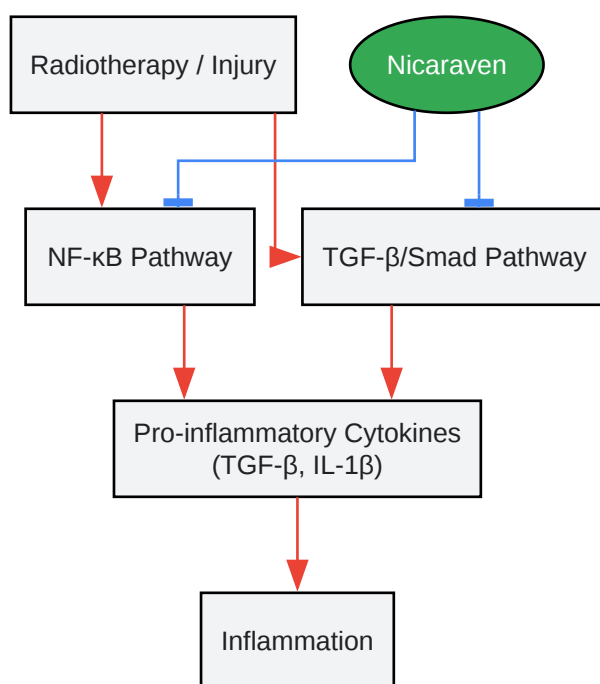 Radiotherapy / Injury
Nicaraven
NF-κB Pathway
TGF-β/Smad Pathway
Pro-inflammatory Cytokines
(TGF-β, IL-1β)
Inflammation